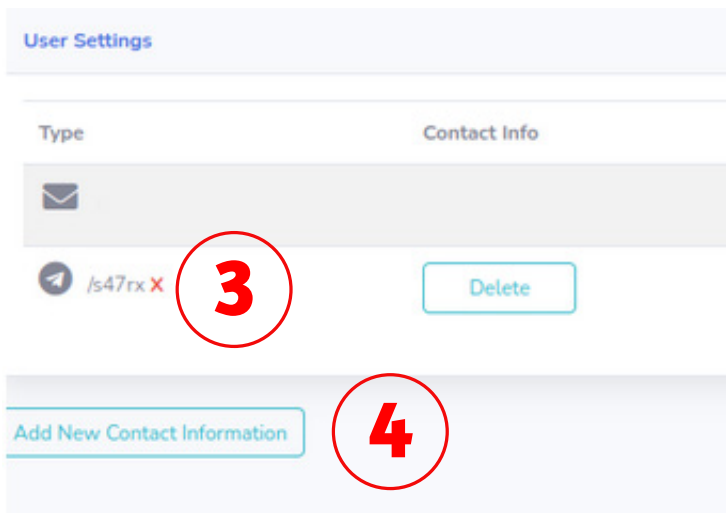 User Settings
Type Contact Info
/s47rx X 3 Delete
Add New Contact Information 4